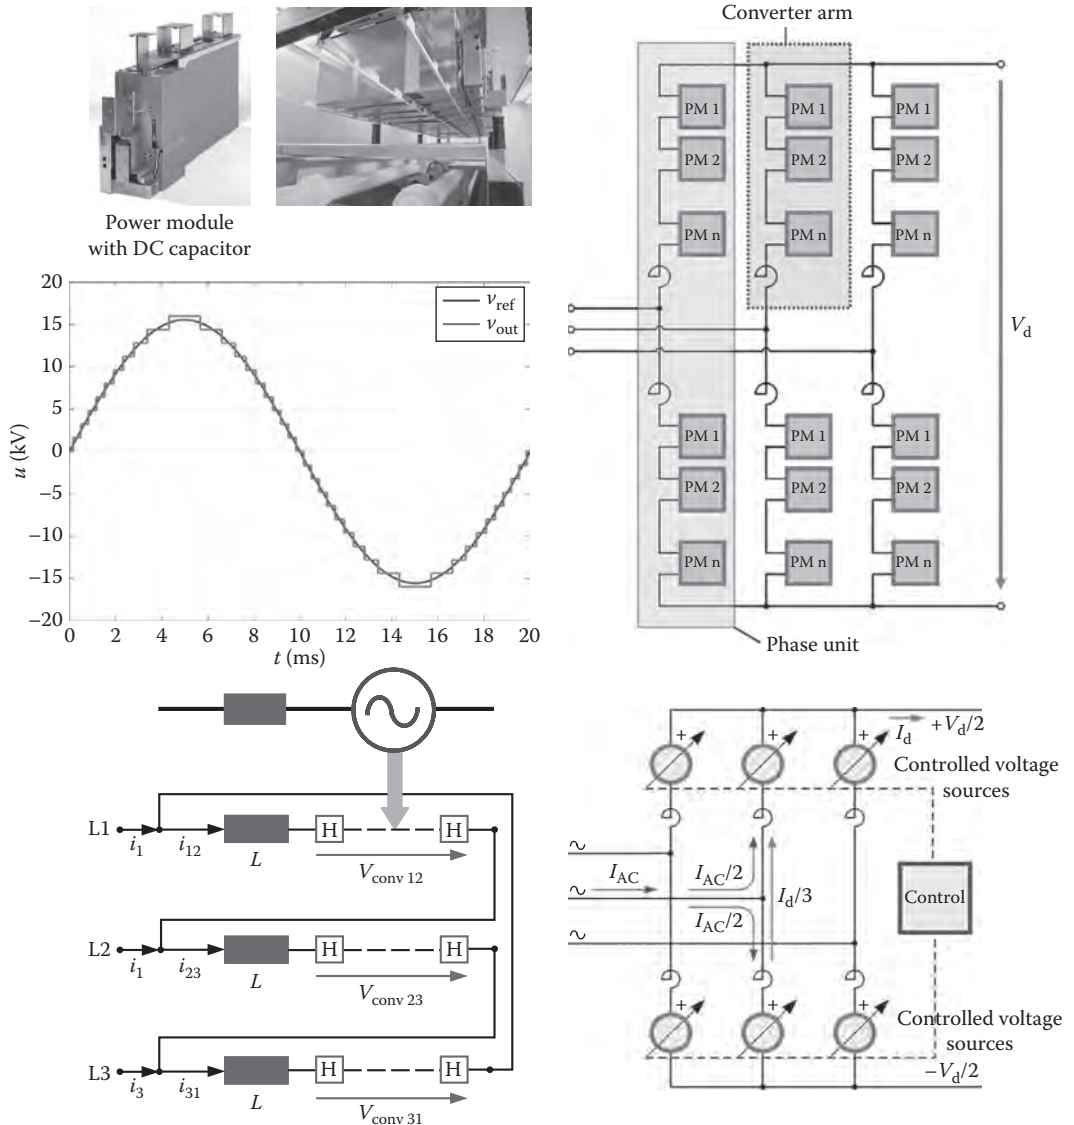 Power module
with DC capacitor
Converter arm
PM 1
PM 1
PM 1
PM 2
PM 2
PM 2
PM n
PM n
PM n
V_d
PM 1
PM 1
PM 1
PM 2
PM 2
PM 2
PM n
PM n
PM n
Phase unit
20
15
10
5
0
−5
−10
−15
−20
u (kV)
v_ref
v_out
0 2 4 6 8 10 12 14 16 18 20
t (ms)
L1
i_1 i_12
L
H H
V_conv 12
L2
i_1 i_23
L
H H
V_conv 23
L3
i_3 i_31
L
H H
V_conv 31
+ + +
I_d
+V_d/2
Controlled voltage
sources
~
I_AC
I_AC/2
I_d/3
~
I_AC/2
~
Control
+ + +
Controlled voltage
sources
−V_d/2